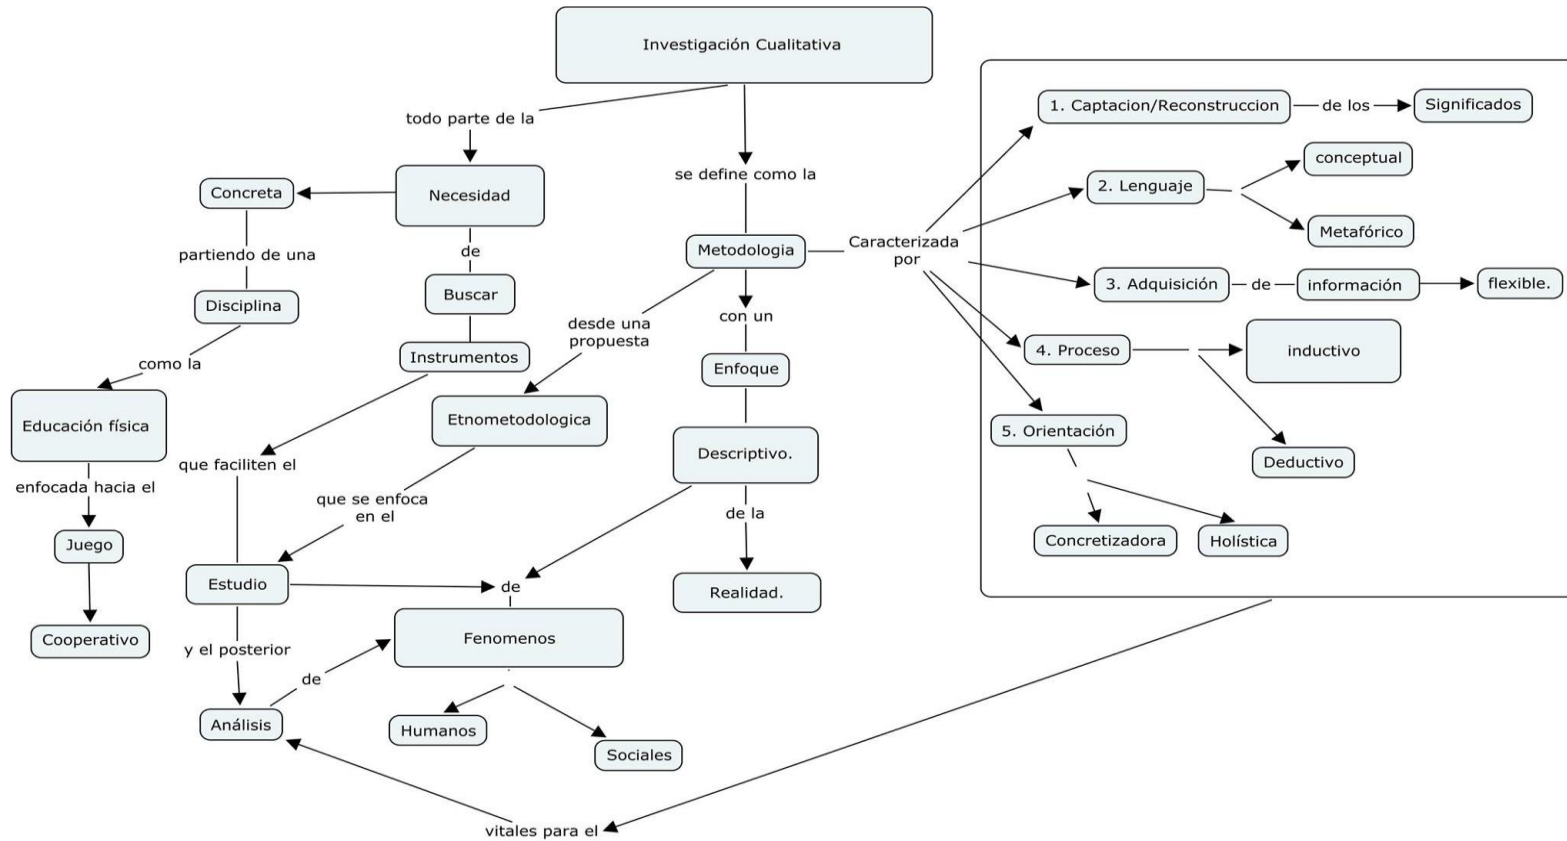 Investigación Cualitativa
todo parte de la
se define como la
Necesidad
Concreta
partiendo de una
Disciplina
como la
Educación física
enfocada hacia el
Juego
Cooperativo
de
Buscar
Instrumentos
que faciliten el
Estudio
y el posterior
Análisis
de
Metodologia
desde una
propuesta
Etnometodologica
que se enfoca
en el
con un
Enfoque
Descriptivo.
de la
Realidad.
de
Fenomenos
Humanos
Sociales
Caracterizada
por
1. Captacion/Reconstruccion
de los
Significados
2. Lenguaje
conceptual
Metafórico
3. Adquisición
de
información
flexible.
4. Proceso
inductivo
Deductivo
5. Orientación
Concretizadora
Holística
vitales para el